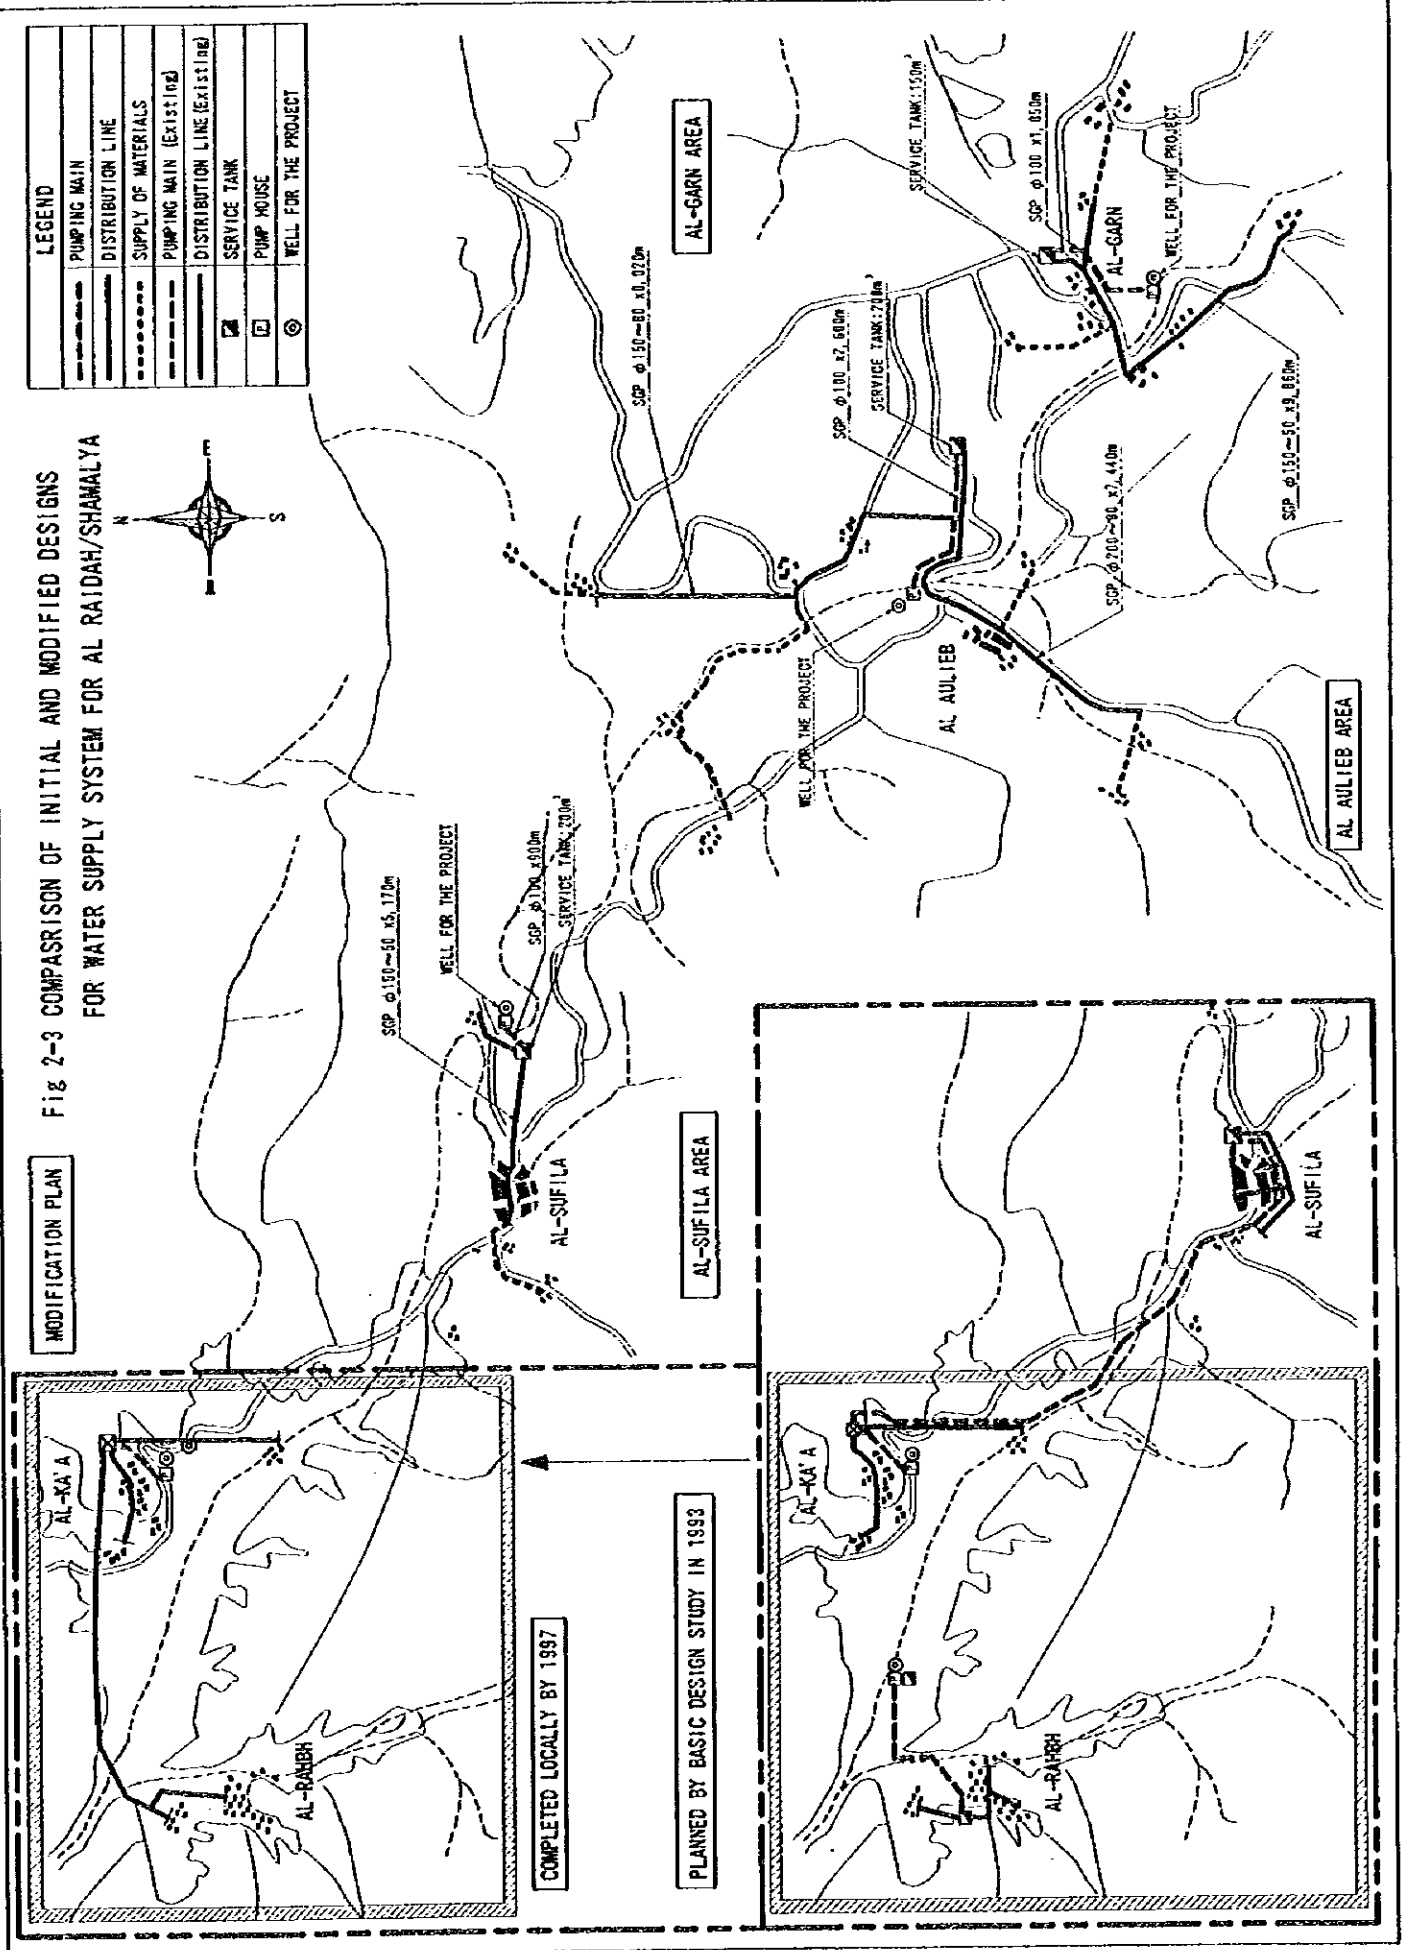 Fig 2-3 COMPASRISON OF INITIAL AND MODIFIED DESIGNS
FOR WATER SUPPLY SYSTEM FOR AL RAIDAH/SHAMALYA
MODIFICATION PLAN
LEGEND
PUMPING MAIN
DISTRIBUTION LINE
SUPPLY OF MATERIALS
PUMPING MAIN (Existing)
DISTRIBUTION LINE (Existing)
SERVICE TANK
P PUMP HOUSE
WELL FOR THE PROJECT
N
E
S
AL-KA'A
AL-RAHBH
COMPLETED LOCALLY BY 1997
SGP φ150~50 x5,170m
WELL FOR THE PROJECT
SGP φ100 x900m
SERVICE TANK:200m³
AL-SUFILA
AL-SUFILA AREA
SGP φ150~80 x8,020m
AL-GARN AREA
SGP φ100 x2,600m
SERVICE TANK:200m³
WELL FOR THE PROJECT
AL AULIEB
SGP φ200~80 x7,440m
AL AULIEB AREA
SERVICE TANK:150m³
SGP φ100 x1,050m
AL-GARN
WELL FOR THE PROJECT
SGP φ150~50 x9,860m
PLANNED BY BASIC DESIGN STUDY IN 1993
AL-KA'A
AL-RAHBH
AL-SUFILA